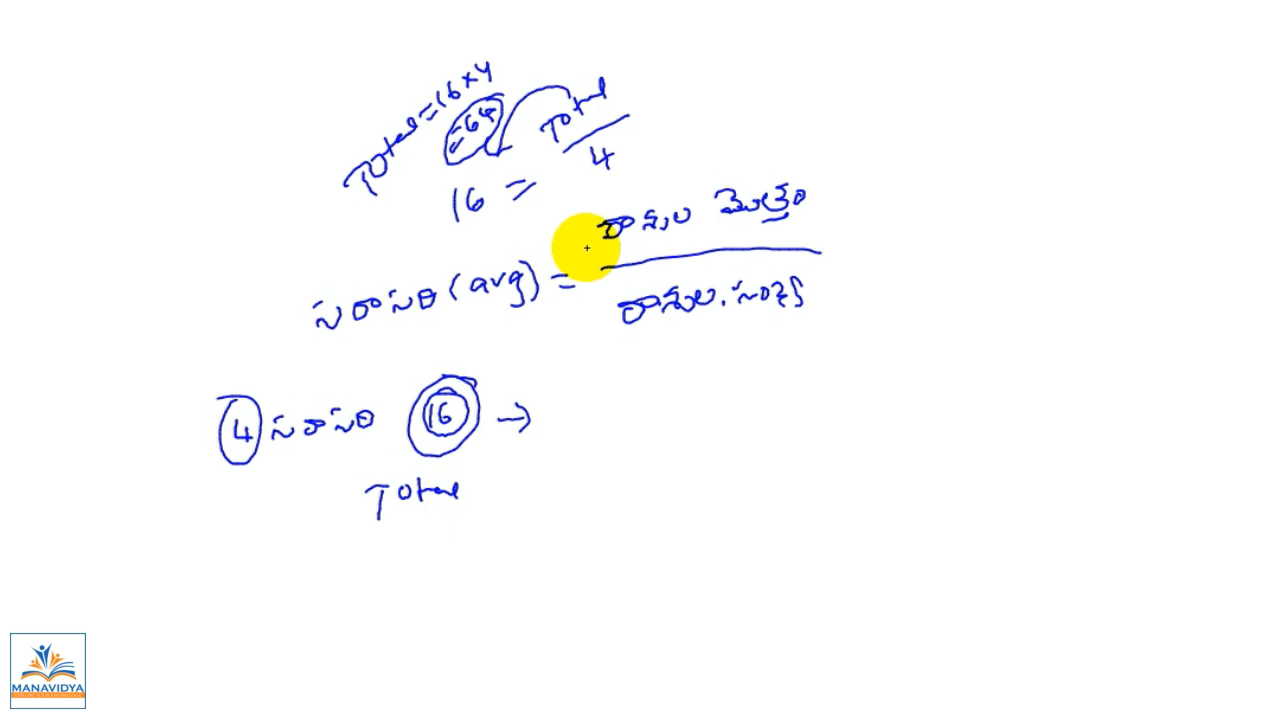 Total = 16 × 4
= 64
16 = Total / 4
సరాసరి (avg) = రాశుల మొత్తం / రాశుల సంఖ్య
4 సరాసరి 16 →
Total
MANAVIDYA